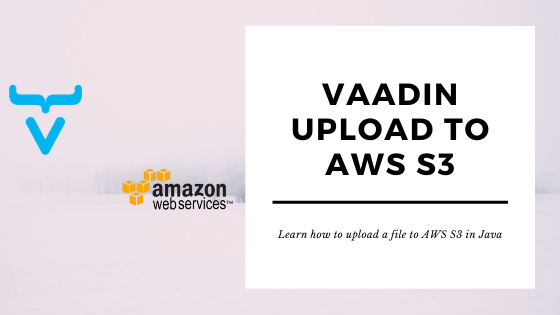 VAADIN
UPLOAD TO
AWS S3
Learn how to upload a file to AWS S3 in Java
amazon
web services™